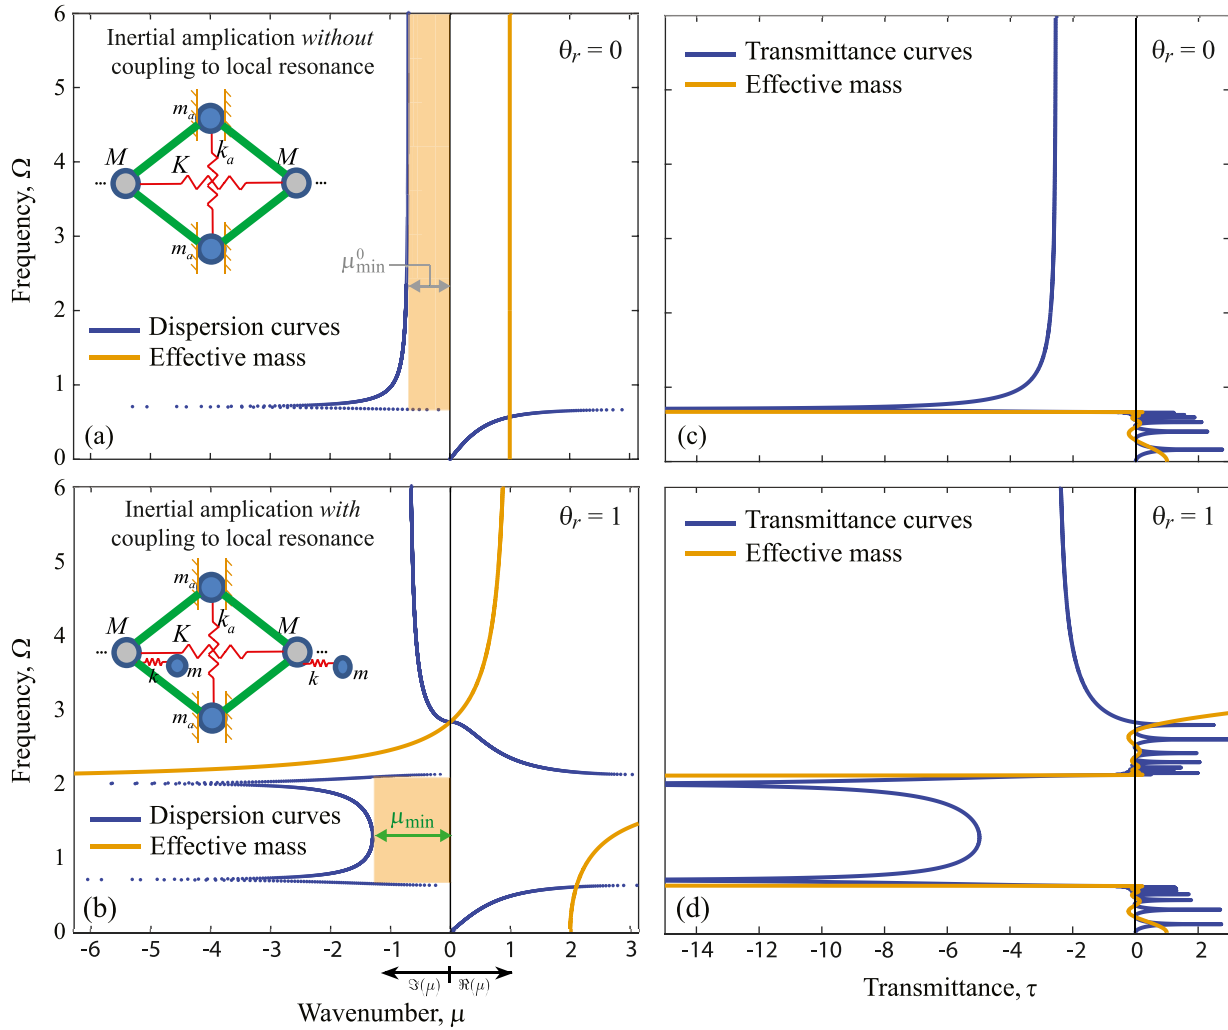 6
5
4
3
2
1
0
Frequency, Ω
Inertial amplication without
coupling to local resonance
θr = 0
ma
ka
M
K
M
...
...
ma
μ0min
Dispersion curves
Effective mass
(a)
Transmittance curves
Effective mass
θr = 0
(c)
6
5
4
3
2
1
0
Frequency, Ω
Inertial amplication with
coupling to local resonance
θr = 1
ma
ka
M
K
M
...
...
k
m
k
m
ma
Dispersion curves
Effective mass
μmin
(b)
-6 -5 -4 -3 -2 -1 0 1 2 3
ℑ(μ) ℜ(μ)
Wavenumber, μ
Transmittance curves
Effective mass
θr = 1
(d)
-14 -12 -10 -8 -6 -4 -2 0 2
Transmittance, τ